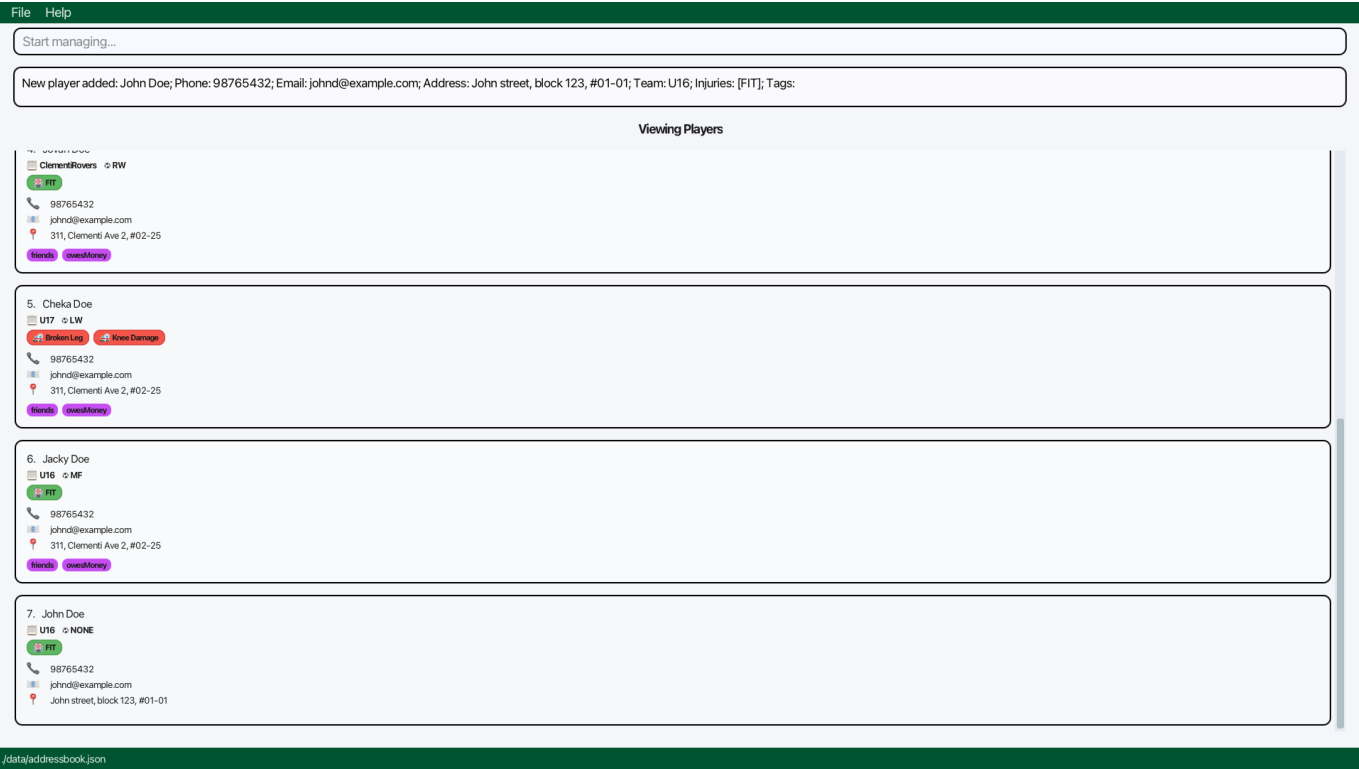 File Help
Start managing...
New player added: John Doe; Phone: 98765432; Email: johnd@example.com; Address: John street, block 123, #01-01; Team: U16; Injuries: [FIT]; Tags:
Viewing Players
4. Jovan Doe
ClementiRovers RW
FIT
98765432
johnd@example.com
311, Clementi Ave 2, #02-25
friends owesMoney
5. Cheka Doe
U17 LW
Broken Leg Knee Damage
98765432
johnd@example.com
311, Clementi Ave 2, #02-25
friends owesMoney
6. Jacky Doe
U16 MF
FIT
98765432
johnd@example.com
311, Clementi Ave 2, #02-25
friends owesMoney
7. John Doe
U16 NONE
FIT
98765432
johnd@example.com
John street, block 123, #01-01
./data/addressbook.json